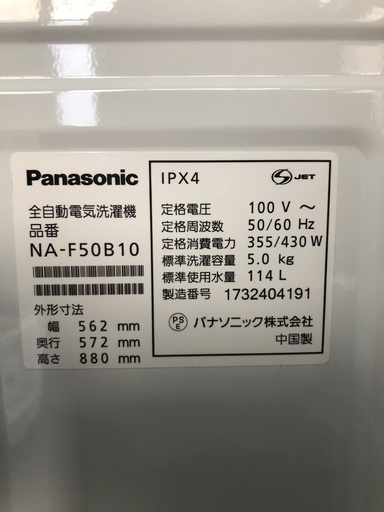 Panasonic
全自動電気洗濯機
品番
NA-F50B10
外形寸法
幅 562 mm
奥行 572 mm
高さ 880 mm
IPX4
S JET
定格電圧 100 V ～
定格周波数 50/60 Hz
定格消費電力 355/430 W
標準洗濯容量 5.0 kg
標準使用水量 114 L
製造番号 1732404191
PS E パナソニック株式会社
中国製